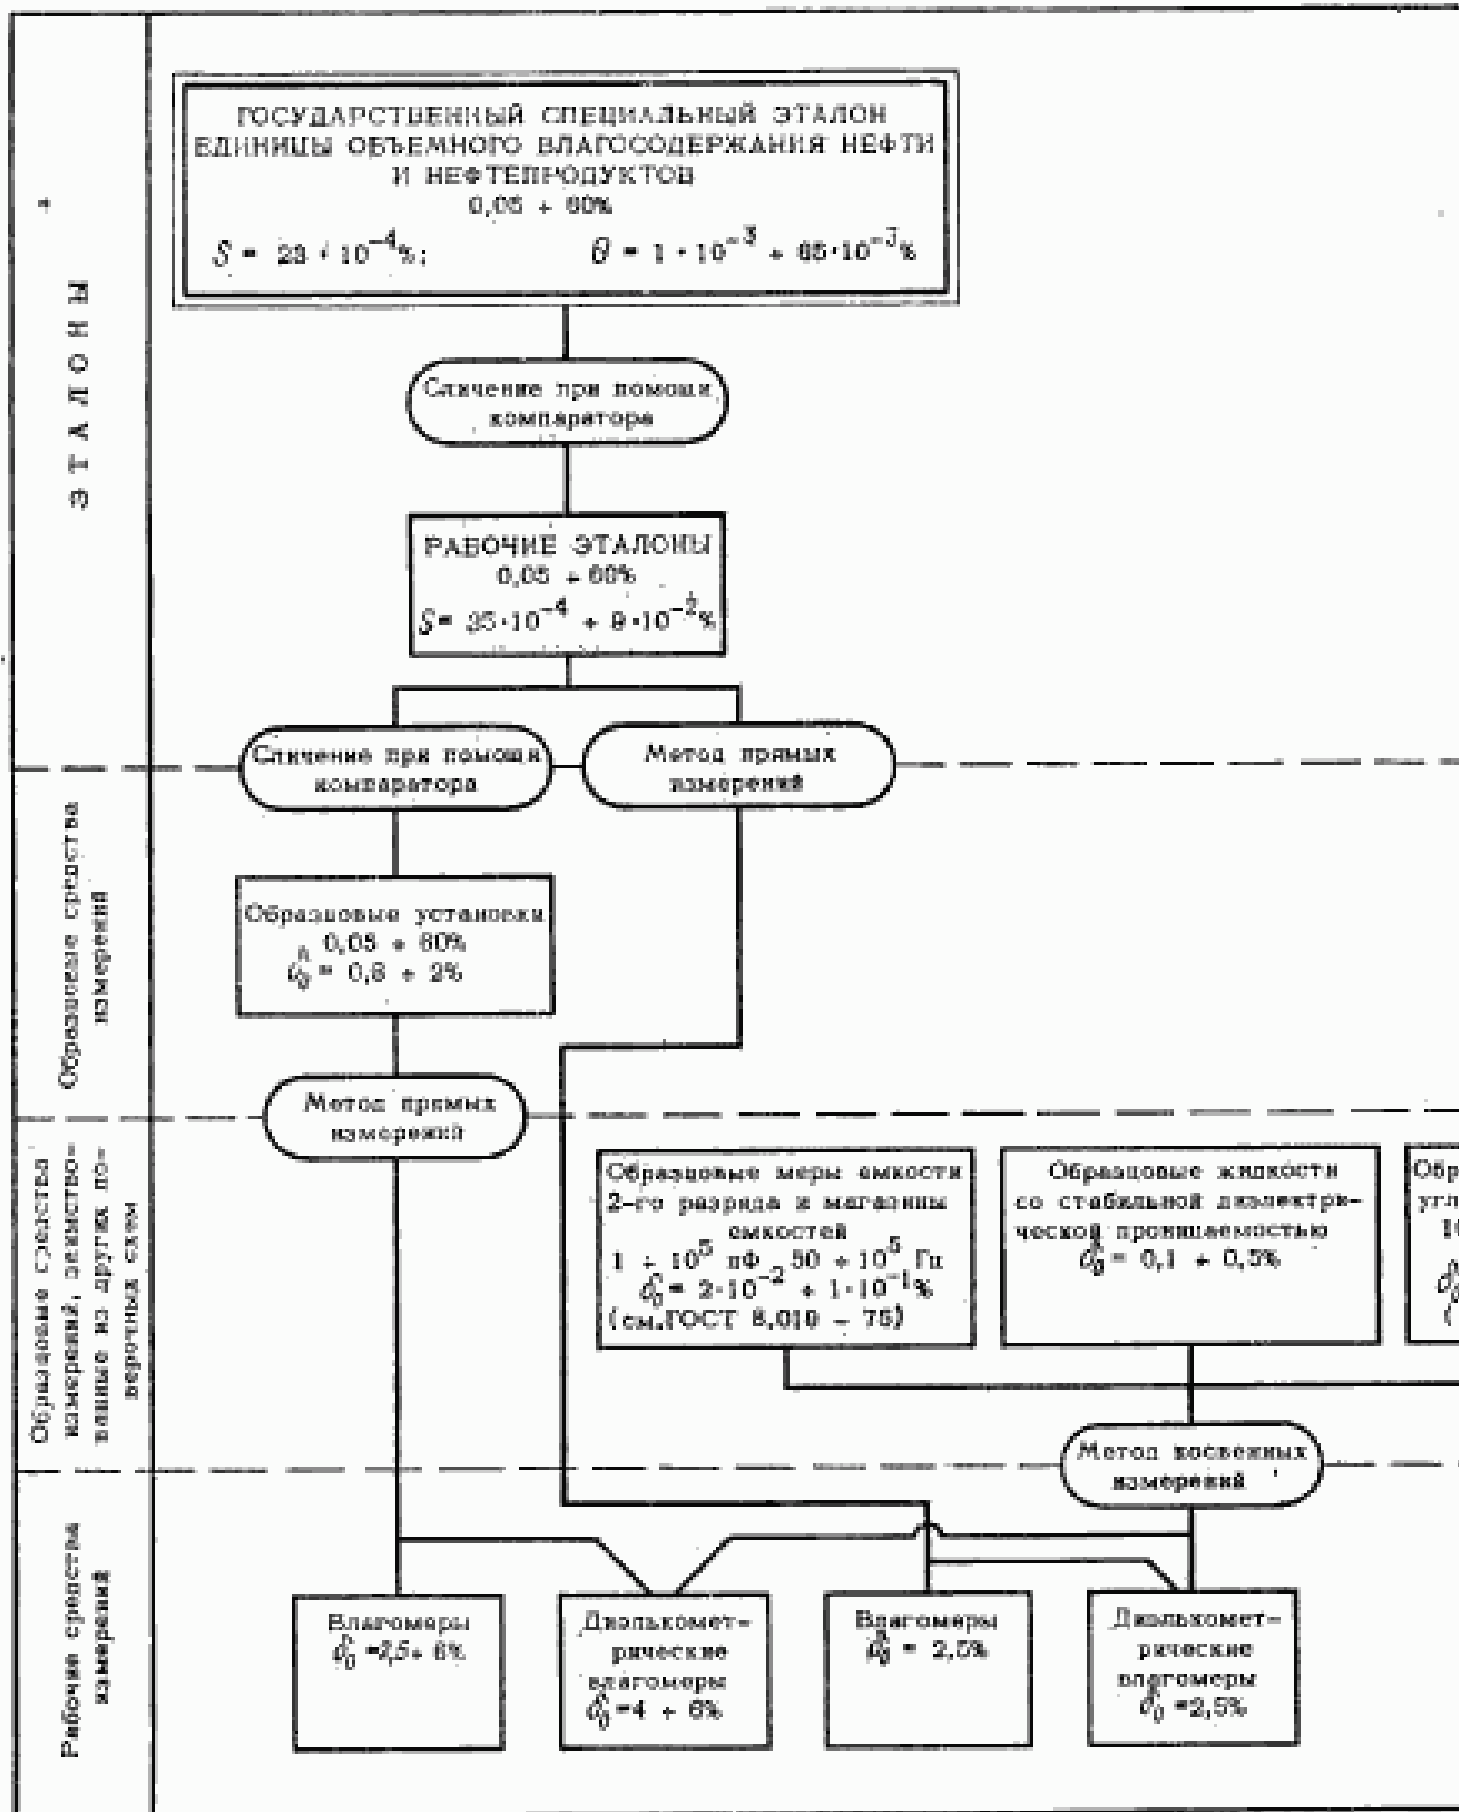 ГОСУДАРСТВЕННЫЙ СПЕЦИАЛЬНЫЙ ЭТАЛОН
ЕДИНИЦЫ ОБЪЕМНОГО ВЛАГОСОДЕРЖАНИЯ НЕФТИ
И НЕФТЕПРОДУКТОВ
0,05 ÷ 60%
S = 23 · 10⁻⁴%; θ = 1 · 10⁻³ ÷ 65·10⁻³%
ЭТАЛОНЫ
Сличение при помощи
компаратора
РАБОЧИЕ ЭТАЛОНЫ
0,05 ÷ 60%
S = 25·10⁻⁴ ÷ 9·10⁻²%
Сличение при помощи
компаратора
Метод прямых
измерений
Образцовые средства
измерений
Образцовые установки
0,05 ÷ 60%
δ₀ = 0,8 ÷ 2%
Метод прямых
измерений
Образцовые средства
измерений, заимство-
ванные из других по-
верочных схем
Образцовые меры емкости
2-го разряда и магазины
емкостей
1 ÷ 10⁵ пФ 50 ÷ 10⁵ Гц
δ₀ = 2·10⁻² ÷ 1·10⁻¹%
(см.ГОСТ 8.019 – 75)
Образцовые жидкости
со стабильной диэлектри-
ческой проницаемостью
δ₀ = 0,1 ÷ 0,5%
Обр
угл
10
δ₀
(
Метод косвенных
измерений
Рабочие средства
измерений
Влагомеры
δ₀ =2,5÷ 6%
Диэлькомет-
рические
влагомеры
δ₀ =4 ÷ 6%
Влагомеры
δ₀ = 2,5%
Диэлькомет-
рические
влагомеры
δ₀ =2,5%